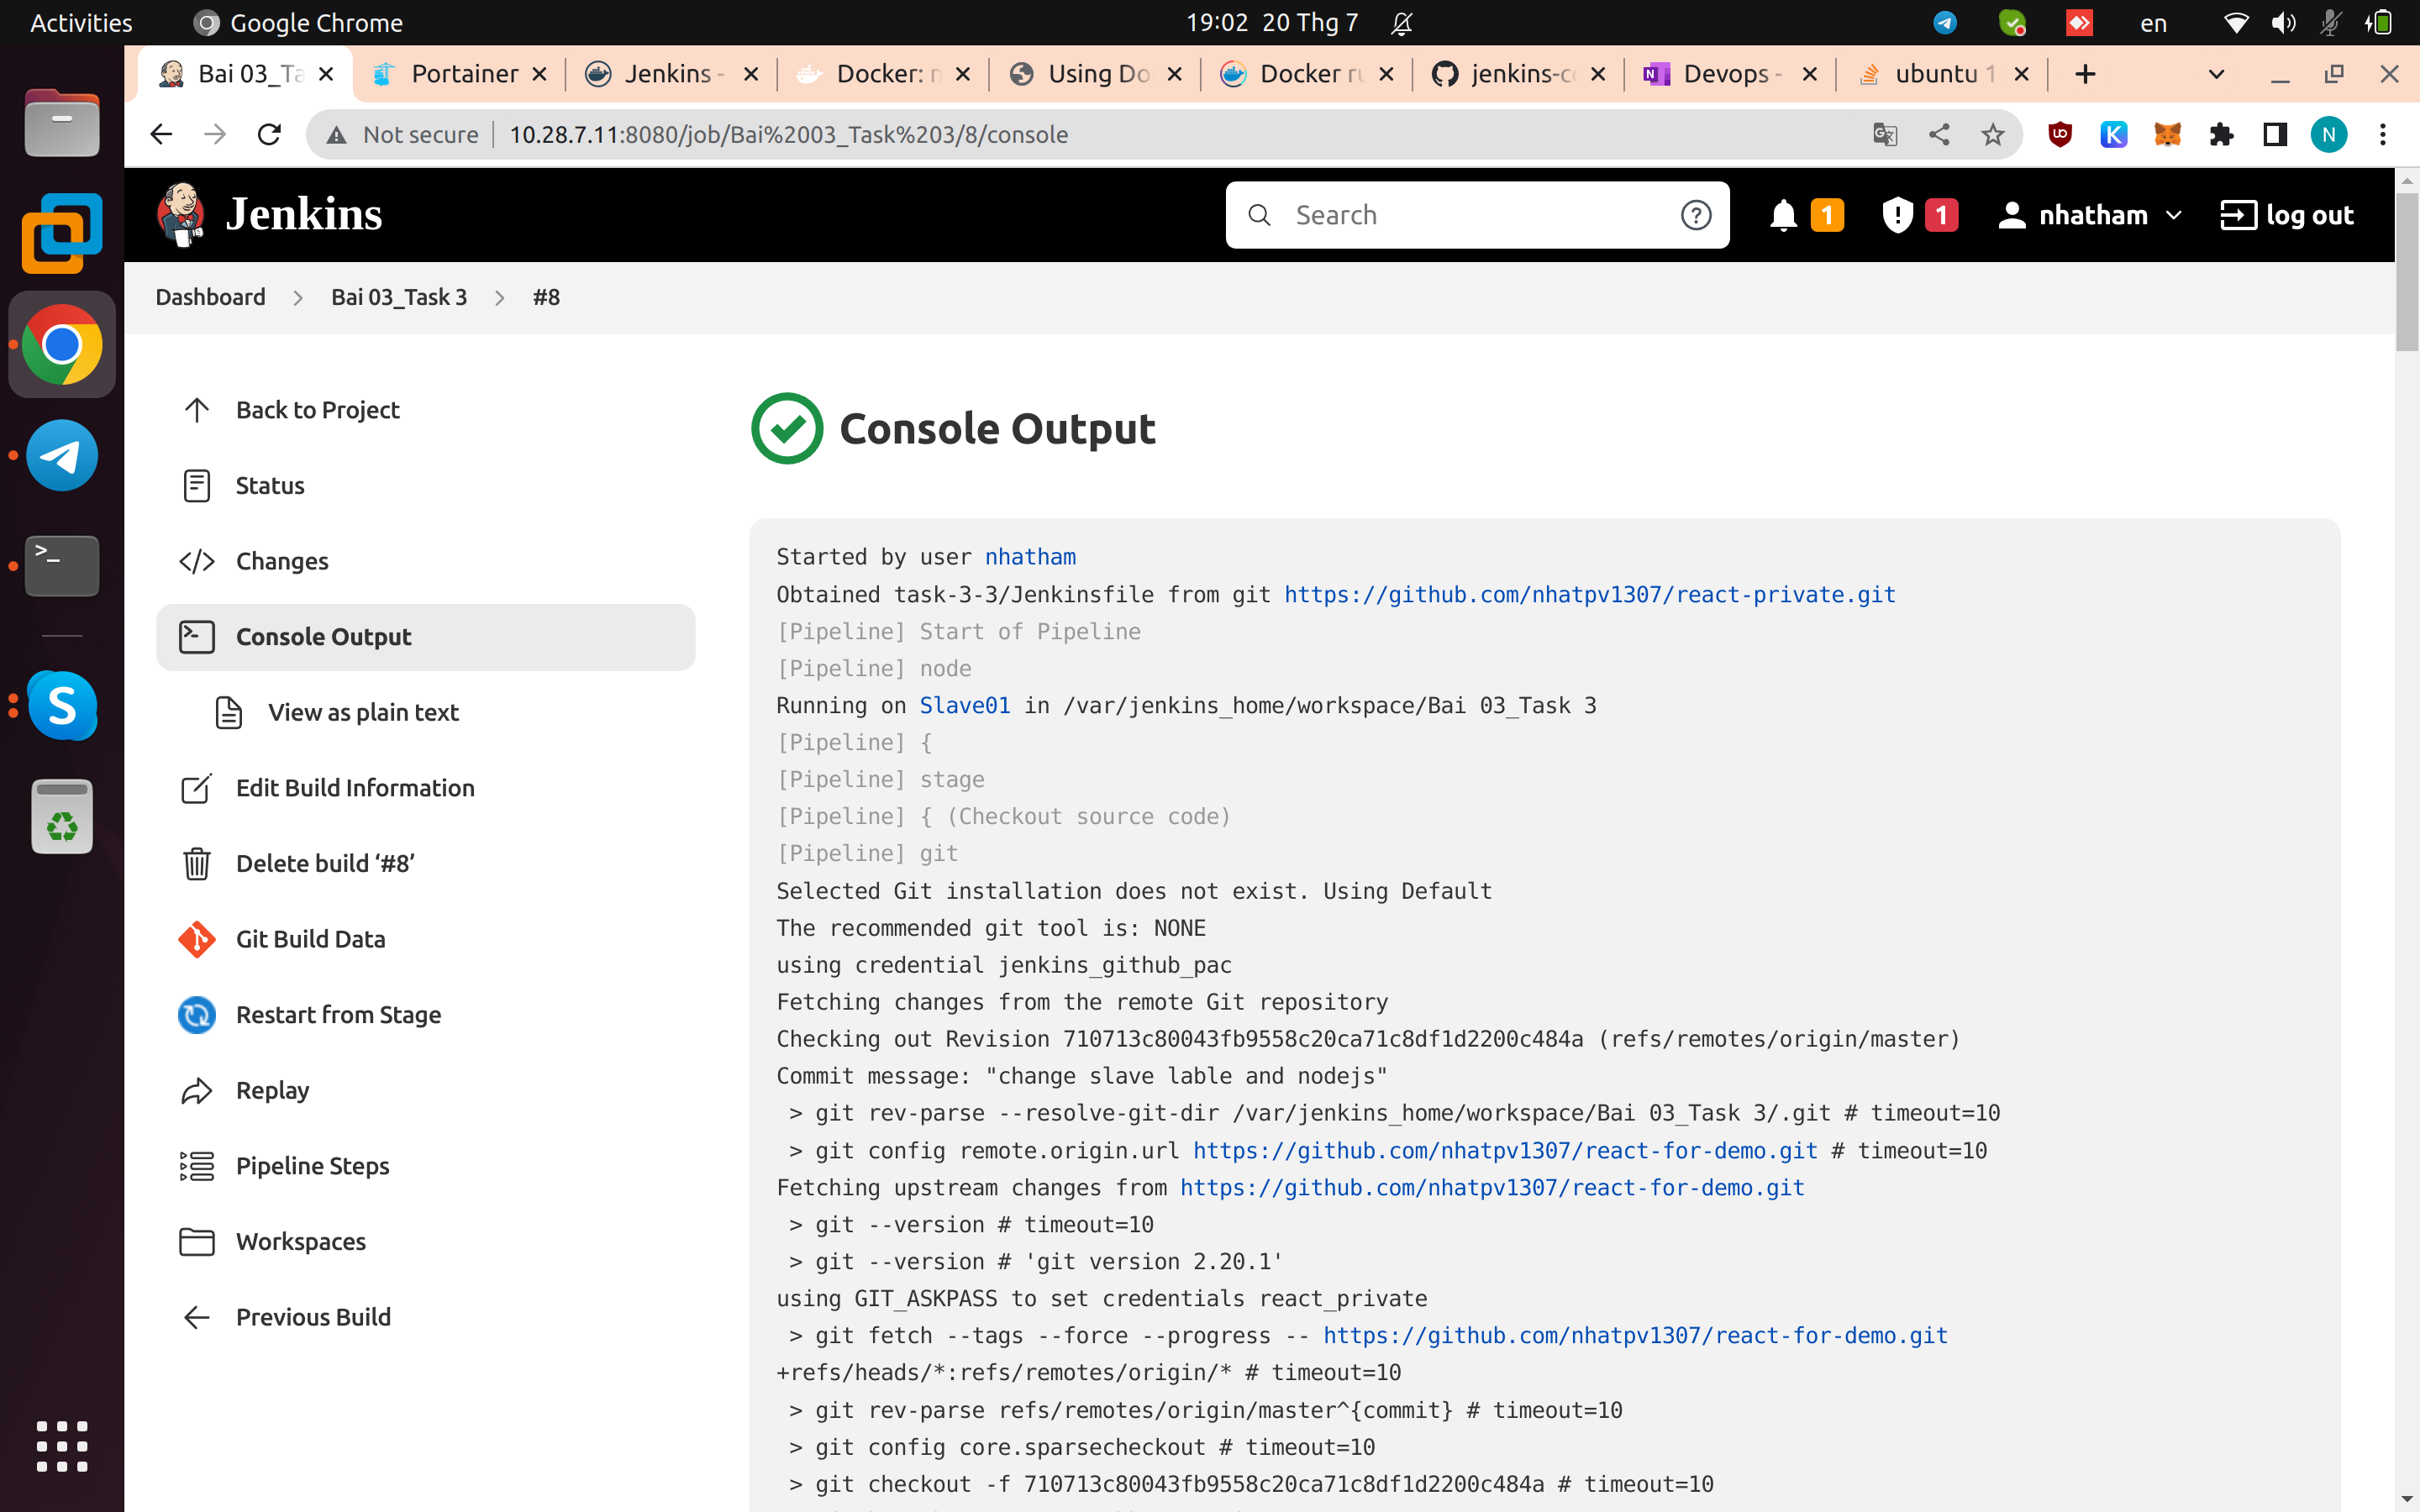 Activities
Google Chrome
19:02 20 Thg 7
en
Bai 03_Ta
Portainer
Jenkins -
Docker: n
Using Do
Docker ru
jenkins-c
Devops -
ubuntu 1
Not secure
10.28.7.11:8080/job/Bai%2003_Task%203/8/console
N
Jenkins
Search
1
1
nhatham
log out
Dashboard
Bai 03_Task 3
#8
Back to Project
Status
Changes
Console Output
View as plain text
Edit Build Information
Delete build ‘#8’
Git Build Data
Restart from Stage
Replay
Pipeline Steps
Workspaces
Previous Build
Console Output
Started by user nhatham
Obtained task-3-3/Jenkinsfile from git https://github.com/nhatpv1307/react-private.git
[Pipeline] Start of Pipeline
[Pipeline] node
Running on Slave01 in /var/jenkins_home/workspace/Bai 03_Task 3
[Pipeline] {
[Pipeline] stage
[Pipeline] { (Checkout source code)
[Pipeline] git
Selected Git installation does not exist. Using Default
The recommended git tool is: NONE
using credential jenkins_github_pac
Fetching changes from the remote Git repository
Checking out Revision 710713c80043fb9558c20ca71c8df1d2200c484a (refs/remotes/origin/master)
Commit message: "change slave lable and nodejs"
> git rev-parse --resolve-git-dir /var/jenkins_home/workspace/Bai 03_Task 3/.git # timeout=10
> git config remote.origin.url https://github.com/nhatpv1307/react-for-demo.git # timeout=10
Fetching upstream changes from https://github.com/nhatpv1307/react-for-demo.git
> git --version # timeout=10
> git --version # 'git version 2.20.1'
using GIT_ASKPASS to set credentials react_private
> git fetch --tags --force --progress -- https://github.com/nhatpv1307/react-for-demo.git
+refs/heads/*:refs/remotes/origin/* # timeout=10
> git rev-parse refs/remotes/origin/master^{commit} # timeout=10
> git config core.sparsecheckout # timeout=10
> git checkout -f 710713c80043fb9558c20ca71c8df1d2200c484a # timeout=10